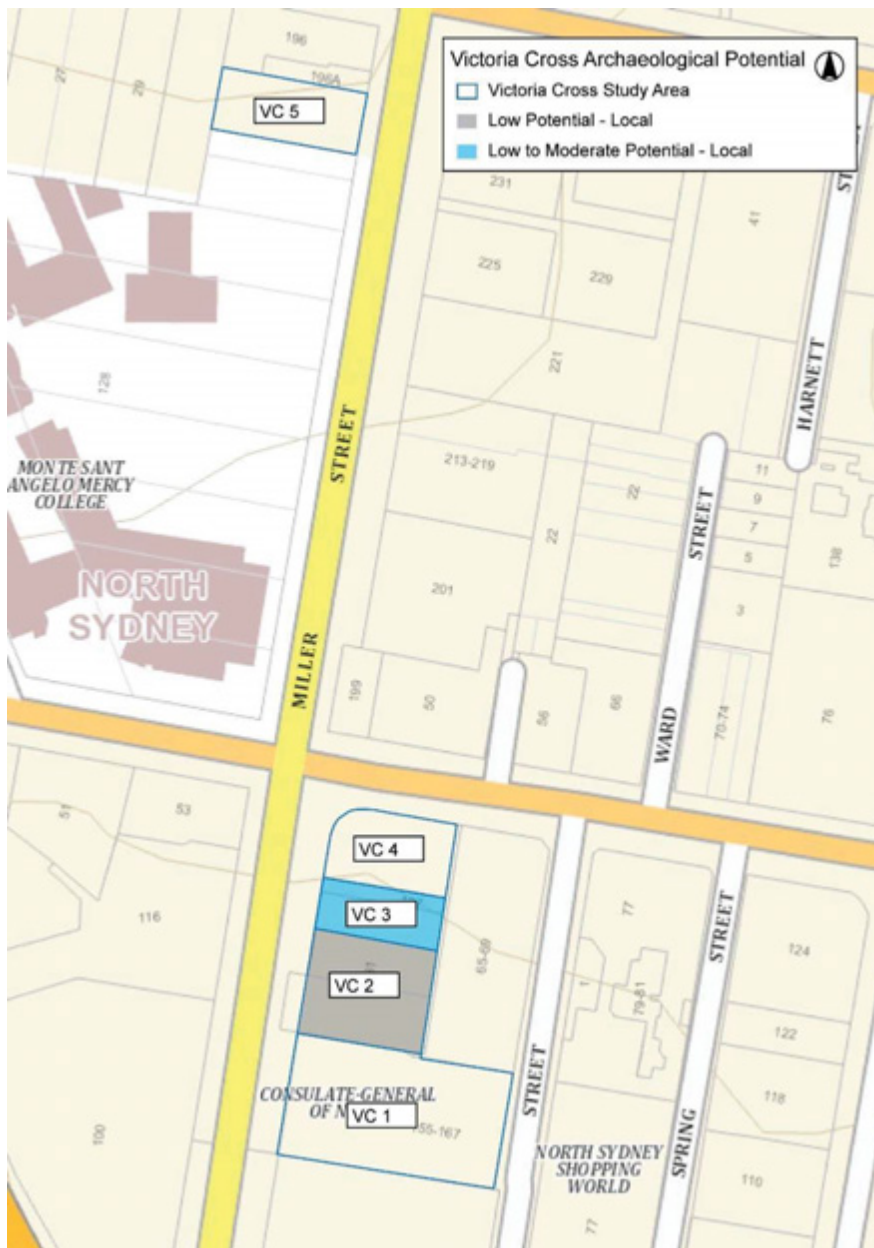 Victoria Cross Archaeological Potential
Victoria Cross Study Area
Low Potential - Local
Low to Moderate Potential - Local
196
196A
27
29
VC 5
231
41
225
229
221
128
STREET
HARNETT
MONTE SANT
ANGELO MERCY
COLLEGE
213-219
22
22
11
9
7
5
3
138
STREET
NORTH
SYDNEY
201
MILLER
199
50
56
66
WARD
70-74
76
51
53
VC 4
116
VC 3
65-69
77
124
STREET
VC 2
1
79-81
122
118
STREET
CONSULATE-GENERAL
OF N
VC 1
55-167
100
NORTH SYDNEY
SHOPPING
WORLD
SPRING
110
77